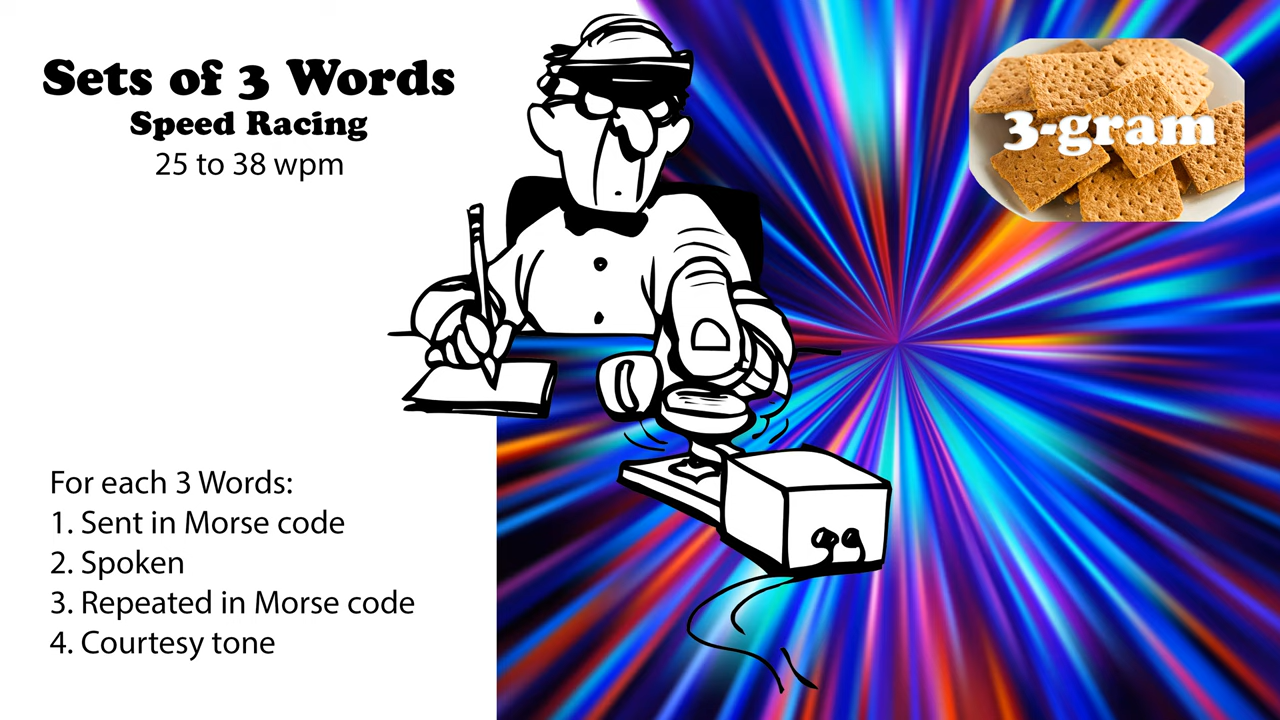 Sets of 3 Words
Speed Racing
25 to 38 wpm
3-gram
For each 3 Words:
1. Sent in Morse code
2. Spoken
3. Repeated in Morse code
4. Courtesy tone